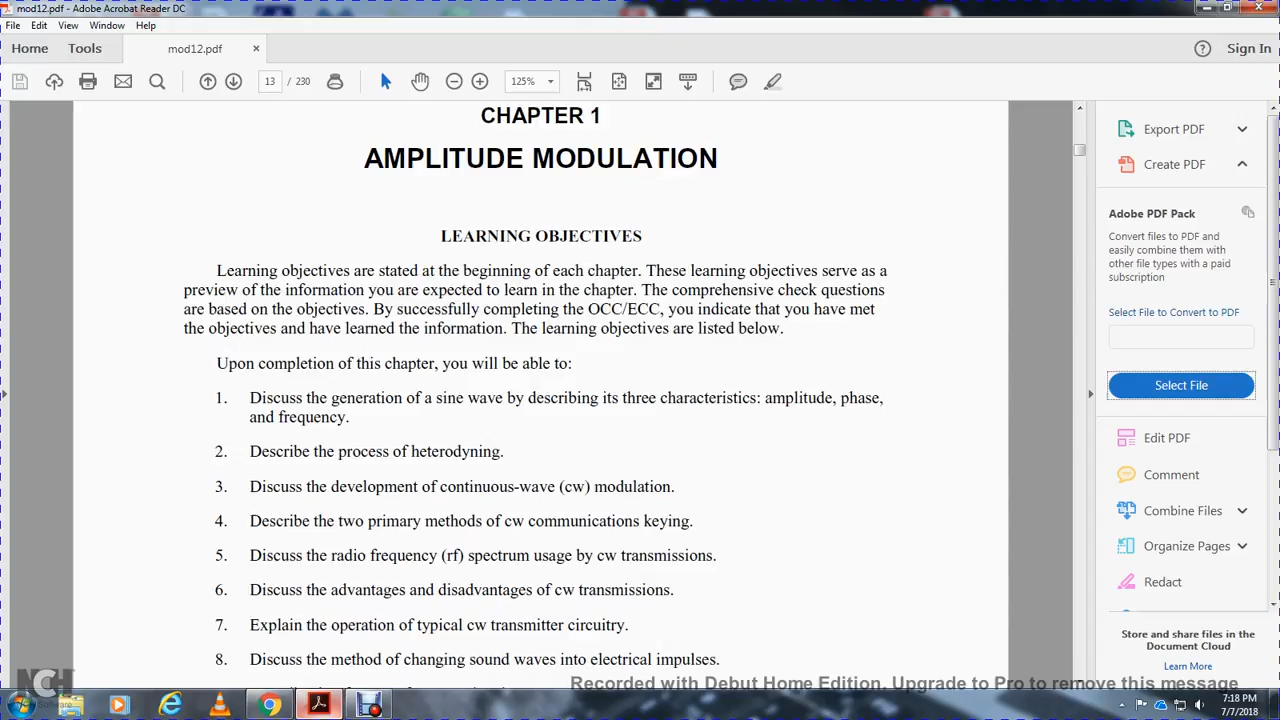 mod12.pdf - Adobe Acrobat Reader DC
File Edit View Window Help
Home Tools mod12.pdf × Sign In
13 / 230 125%
CHAPTER 1
AMPLITUDE MODULATION
LEARNING OBJECTIVES
Learning objectives are stated at the beginning of each chapter. These learning objectives serve as a
preview of the information you are expected to learn in the chapter. The comprehensive check questions
are based on the objectives. By successfully completing the OCC/ECC, you indicate that you have met
the objectives and have learned the information. The learning objectives are listed below.
Upon completion of this chapter, you will be able to:
1. Discuss the generation of a sine wave by describing its three characteristics: amplitude, phase,
and frequency.
2. Describe the process of heterodyning.
3. Discuss the development of continuous-wave (cw) modulation.
4. Describe the two primary methods of cw communications keying.
5. Discuss the radio frequency (rf) spectrum usage by cw transmissions.
6. Discuss the advantages and disadvantages of cw transmissions.
7. Explain the operation of typical cw transmitter circuitry.
8. Discuss the method of changing sound waves into electrical impulses.
Export PDF
Create PDF
Adobe PDF Pack
Convert files to PDF and
easily combine them with
other file types with a paid
subscription
Select File to Convert to PDF
Select File
Edit PDF
Comment
Combine Files
Organize Pages
Redact
Store and share files in the
Document Cloud
Learn More
NCH Software
Recorded with Debut Home Edition. Upgrade to Pro to remove this message
7:18 PM
7/7/2018